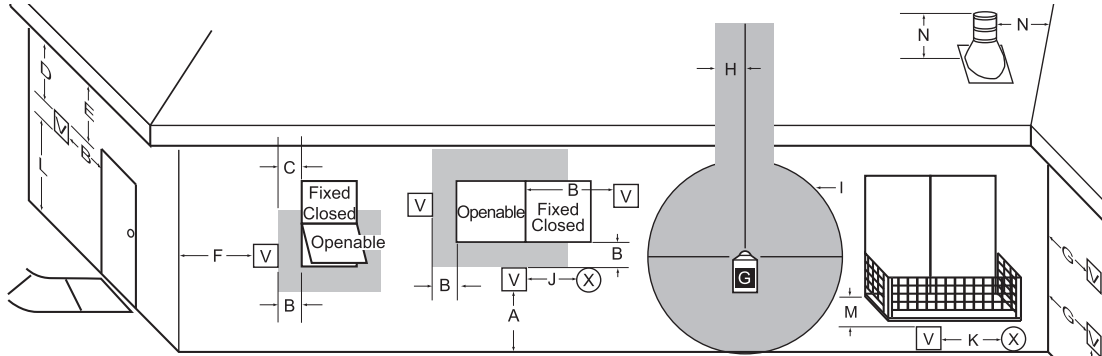 N
N
H
D
E
V
B
L
C
Fixed
Closed
Openable
F
V
B
V
Openable
B
Fixed
Closed
V
B
B
V
J
X
A
I
G
M
V
K
X
G
V
G
V